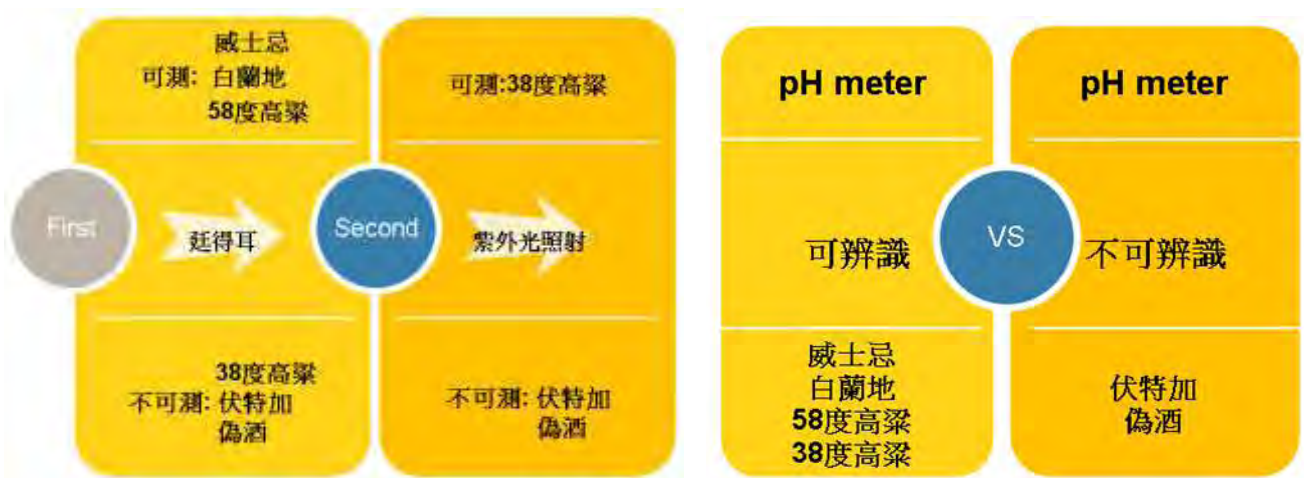 威士忌
可測: 白蘭地
58度高粱
First
廷得耳
38度高粱
不可測: 伏特加
偽酒
可測:38度高粱
Second
紫外光照射
不可測: 伏特加
偽酒
pH meter
可辨識
威士忌
白蘭地
58度高粱
38度高粱
VS
pH meter
不可辨識
伏特加
偽酒